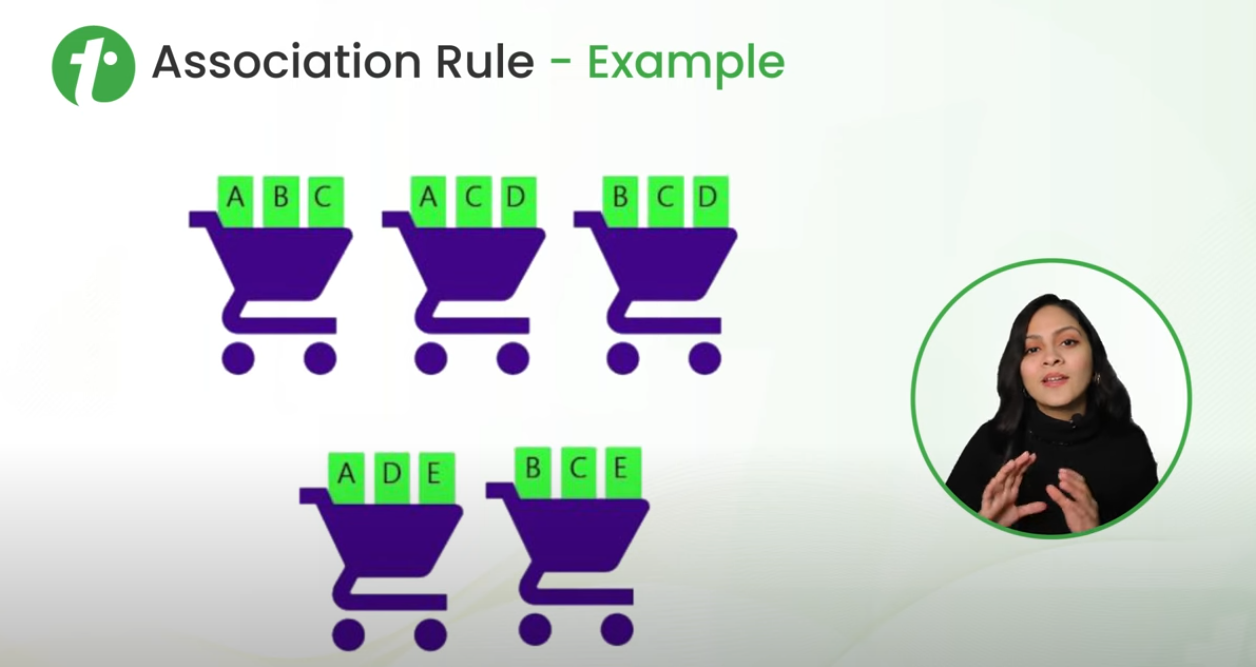 Association Rule - Example
A B C
A C D
B C D
A D E
B C E